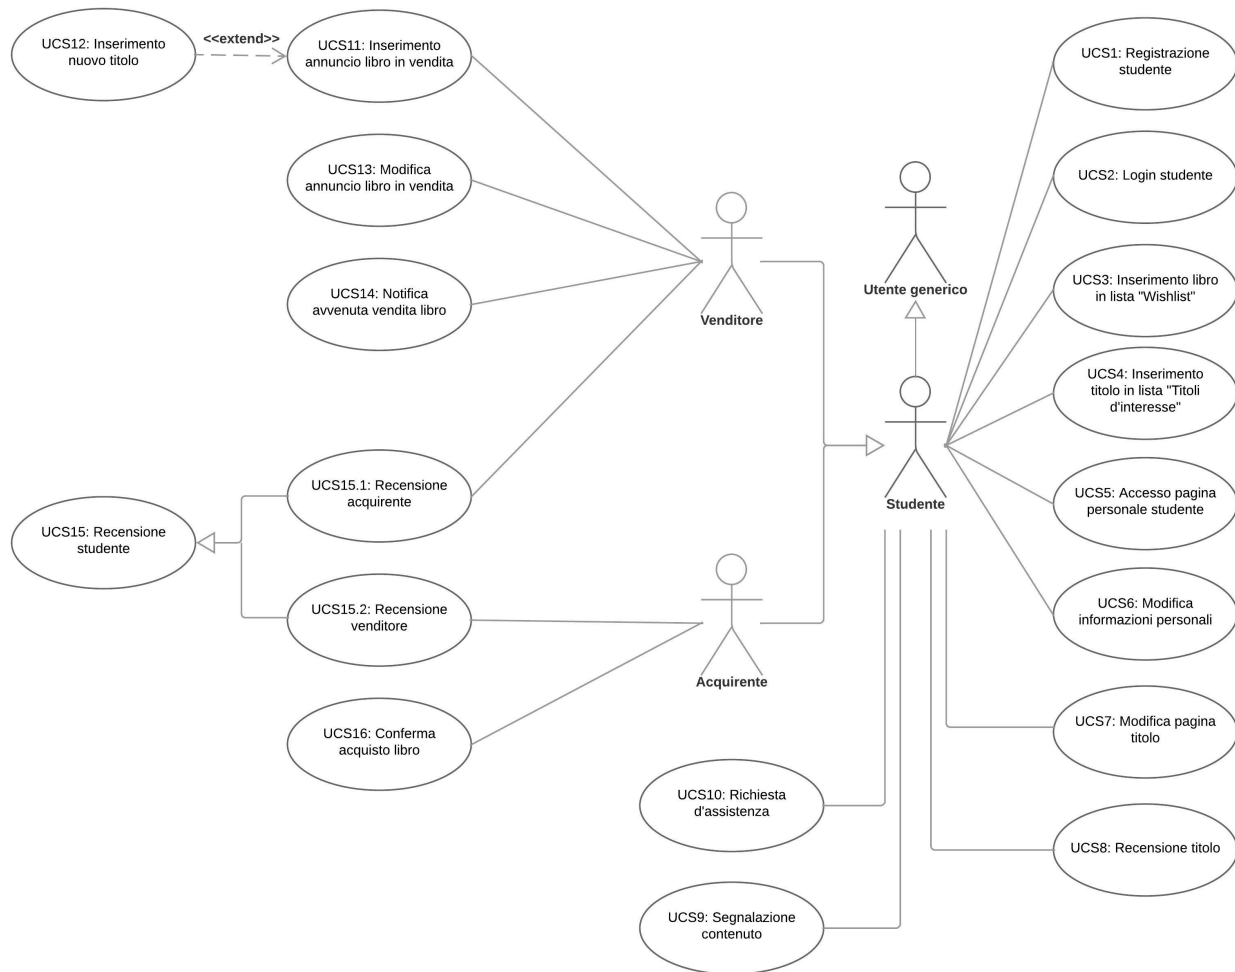 UCS12: Inserimento
nuovo titolo
<<extend>>
UCS11: Inserimento
annuncio libro in vendita
UCS1: Registrazione
studente
UCS13: Modifica
annuncio libro in vendita
UCS2: Login studente
UCS14: Notifica
avvenuta vendita libro
Venditore
Utente generico
UCS3: Inserimento libro
in lista "Wishlist"
UCS4: Inserimento
titolo in lista "Titoli
d'interesse"
UCS15: Recensione
studente
UCS15.1: Recensione
acquirente
Studente
UCS5: Accesso pagina
personale studente
UCS15.2: Recensione
venditore
UCS6: Modifica
informazioni personali
Acquirente
UCS16: Conferma
acquisto libro
UCS7: Modifica pagina
titolo
UCS10: Richiesta
d'assistenza
UCS8: Recensione titolo
UCS9: Segnalazione
contenuto